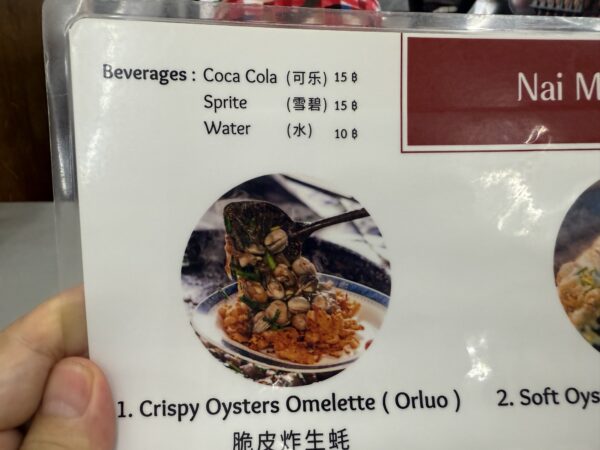 Beverages : Coca Cola (可乐) 15 ฿
Sprite (雪碧) 15 ฿
Water (水) 10 ฿
Nai M
1. Crispy Oysters Omelette ( Orluo )
脆皮炸生蚝
2. Soft Oys